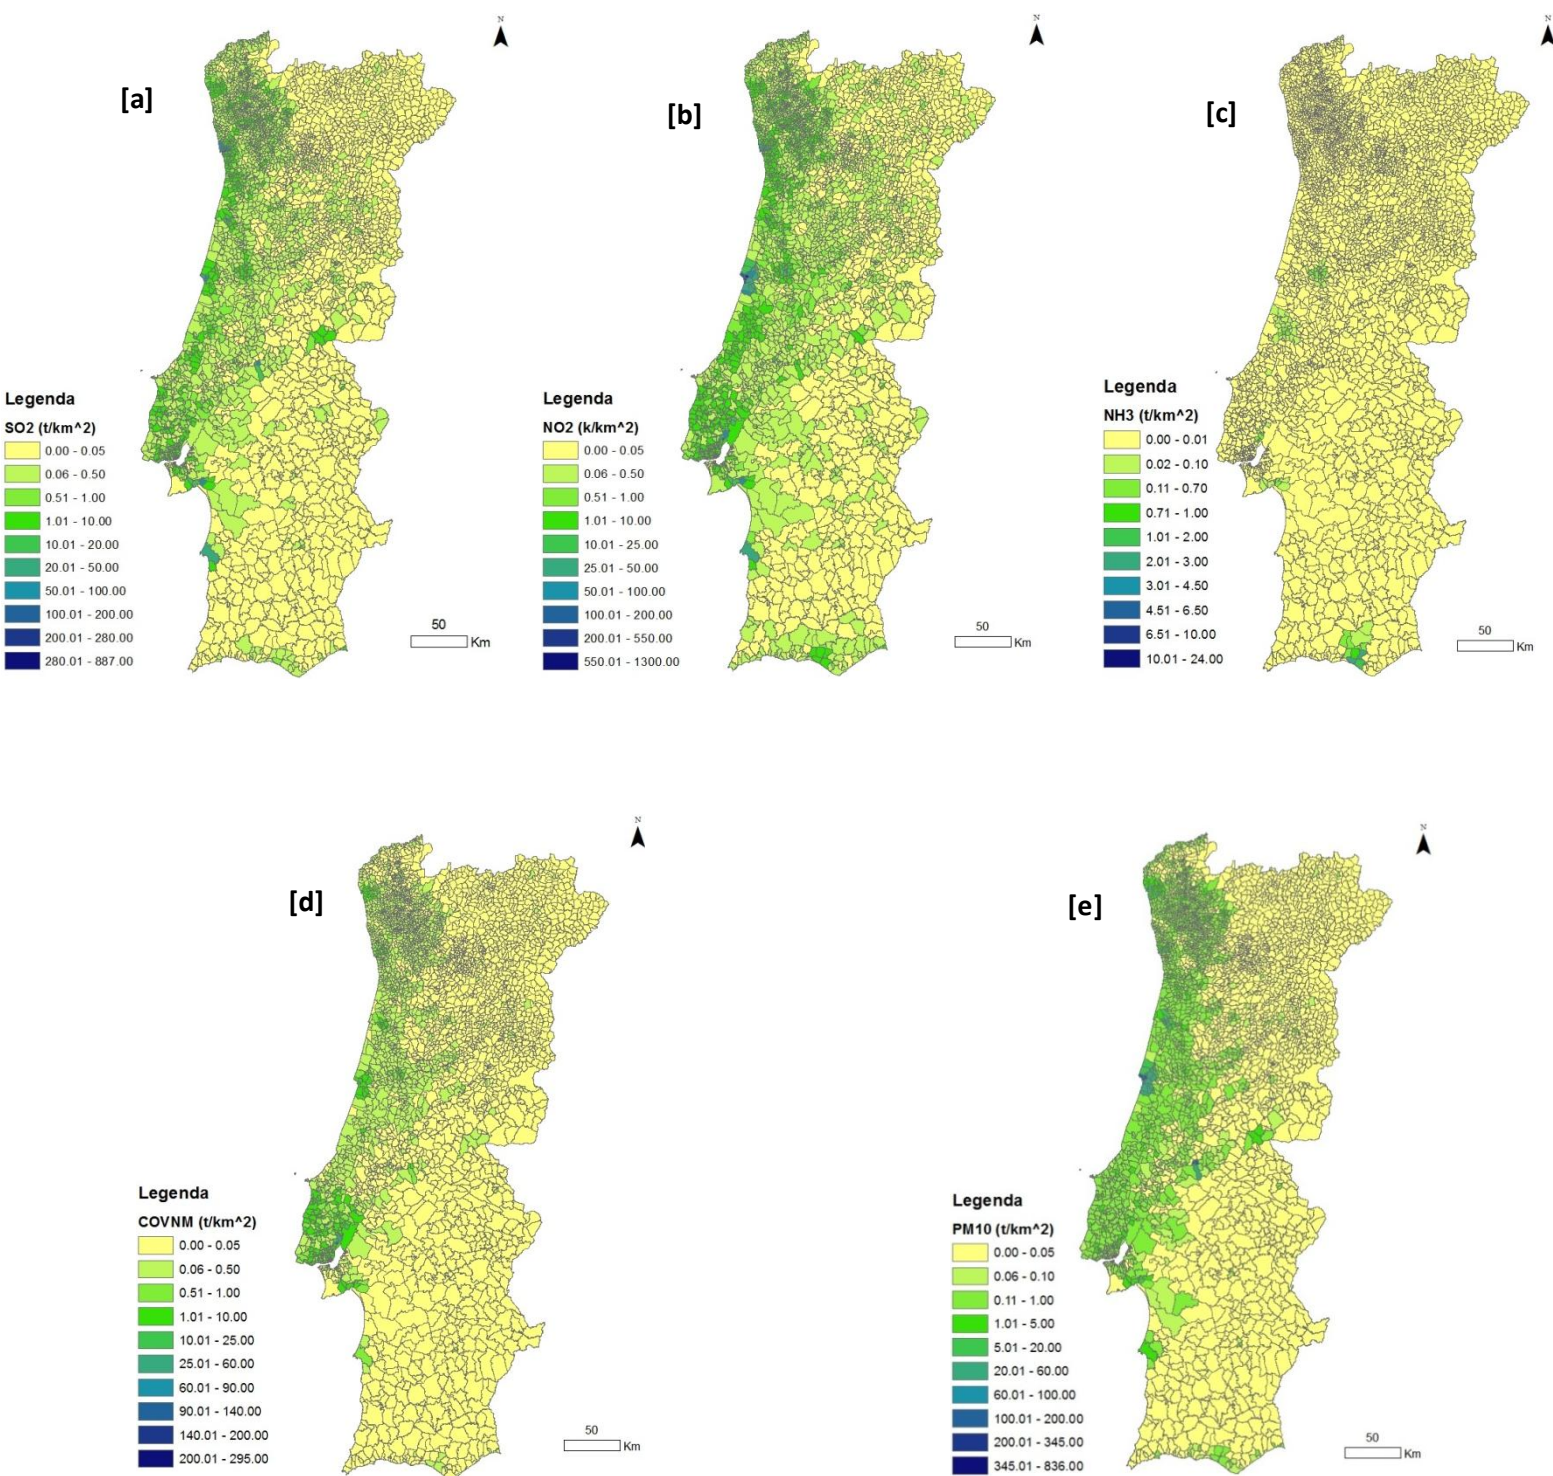 N
[a]
Legenda
SO2 (t/km^2)
0.00 - 0.05
0.06 - 0.50
0.51 - 1.00
1.01 - 10.00
10.01 - 20.00
20.01 - 50.00
50.01 - 100.00
100.01 - 200.00
200.01 - 280.00
280.01 - 887.00
50
Km
N
[b]
Legenda
NO2 (k/km^2)
0.00 - 0.05
0.06 - 0.50
0.51 - 1.00
1.01 - 10.00
10.01 - 25.00
25.01 - 50.00
50.01 - 100.00
100.01 - 200.00
200.01 - 550.00
550.01 - 1300.00
50
Km
N
[c]
Legenda
NH3 (t/km^2)
0.00 - 0.01
0.02 - 0.10
0.11 - 0.70
0.71 - 1.00
1.01 - 2.00
2.01 - 3.00
3.01 - 4.50
4.51 - 6.50
6.51 - 10.00
10.01 - 24.00
50
Km
N
[d]
Legenda
COVNM (t/km^2)
0.00 - 0.05
0.06 - 0.50
0.51 - 1.00
1.01 - 10.00
10.01 - 25.00
25.01 - 60.00
60.01 - 90.00
90.01 - 140.00
140.01 - 200.00
200.01 - 295.00
50
Km
N
[e]
Legenda
PM10 (t/km^2)
0.00 - 0.05
0.06 - 0.10
0.11 - 1.00
1.01 - 5.00
5.01 - 20.00
20.01 - 60.00
60.01 - 100.00
100.01 - 200.00
200.01 - 345.00
345.01 - 836.00
50
Km